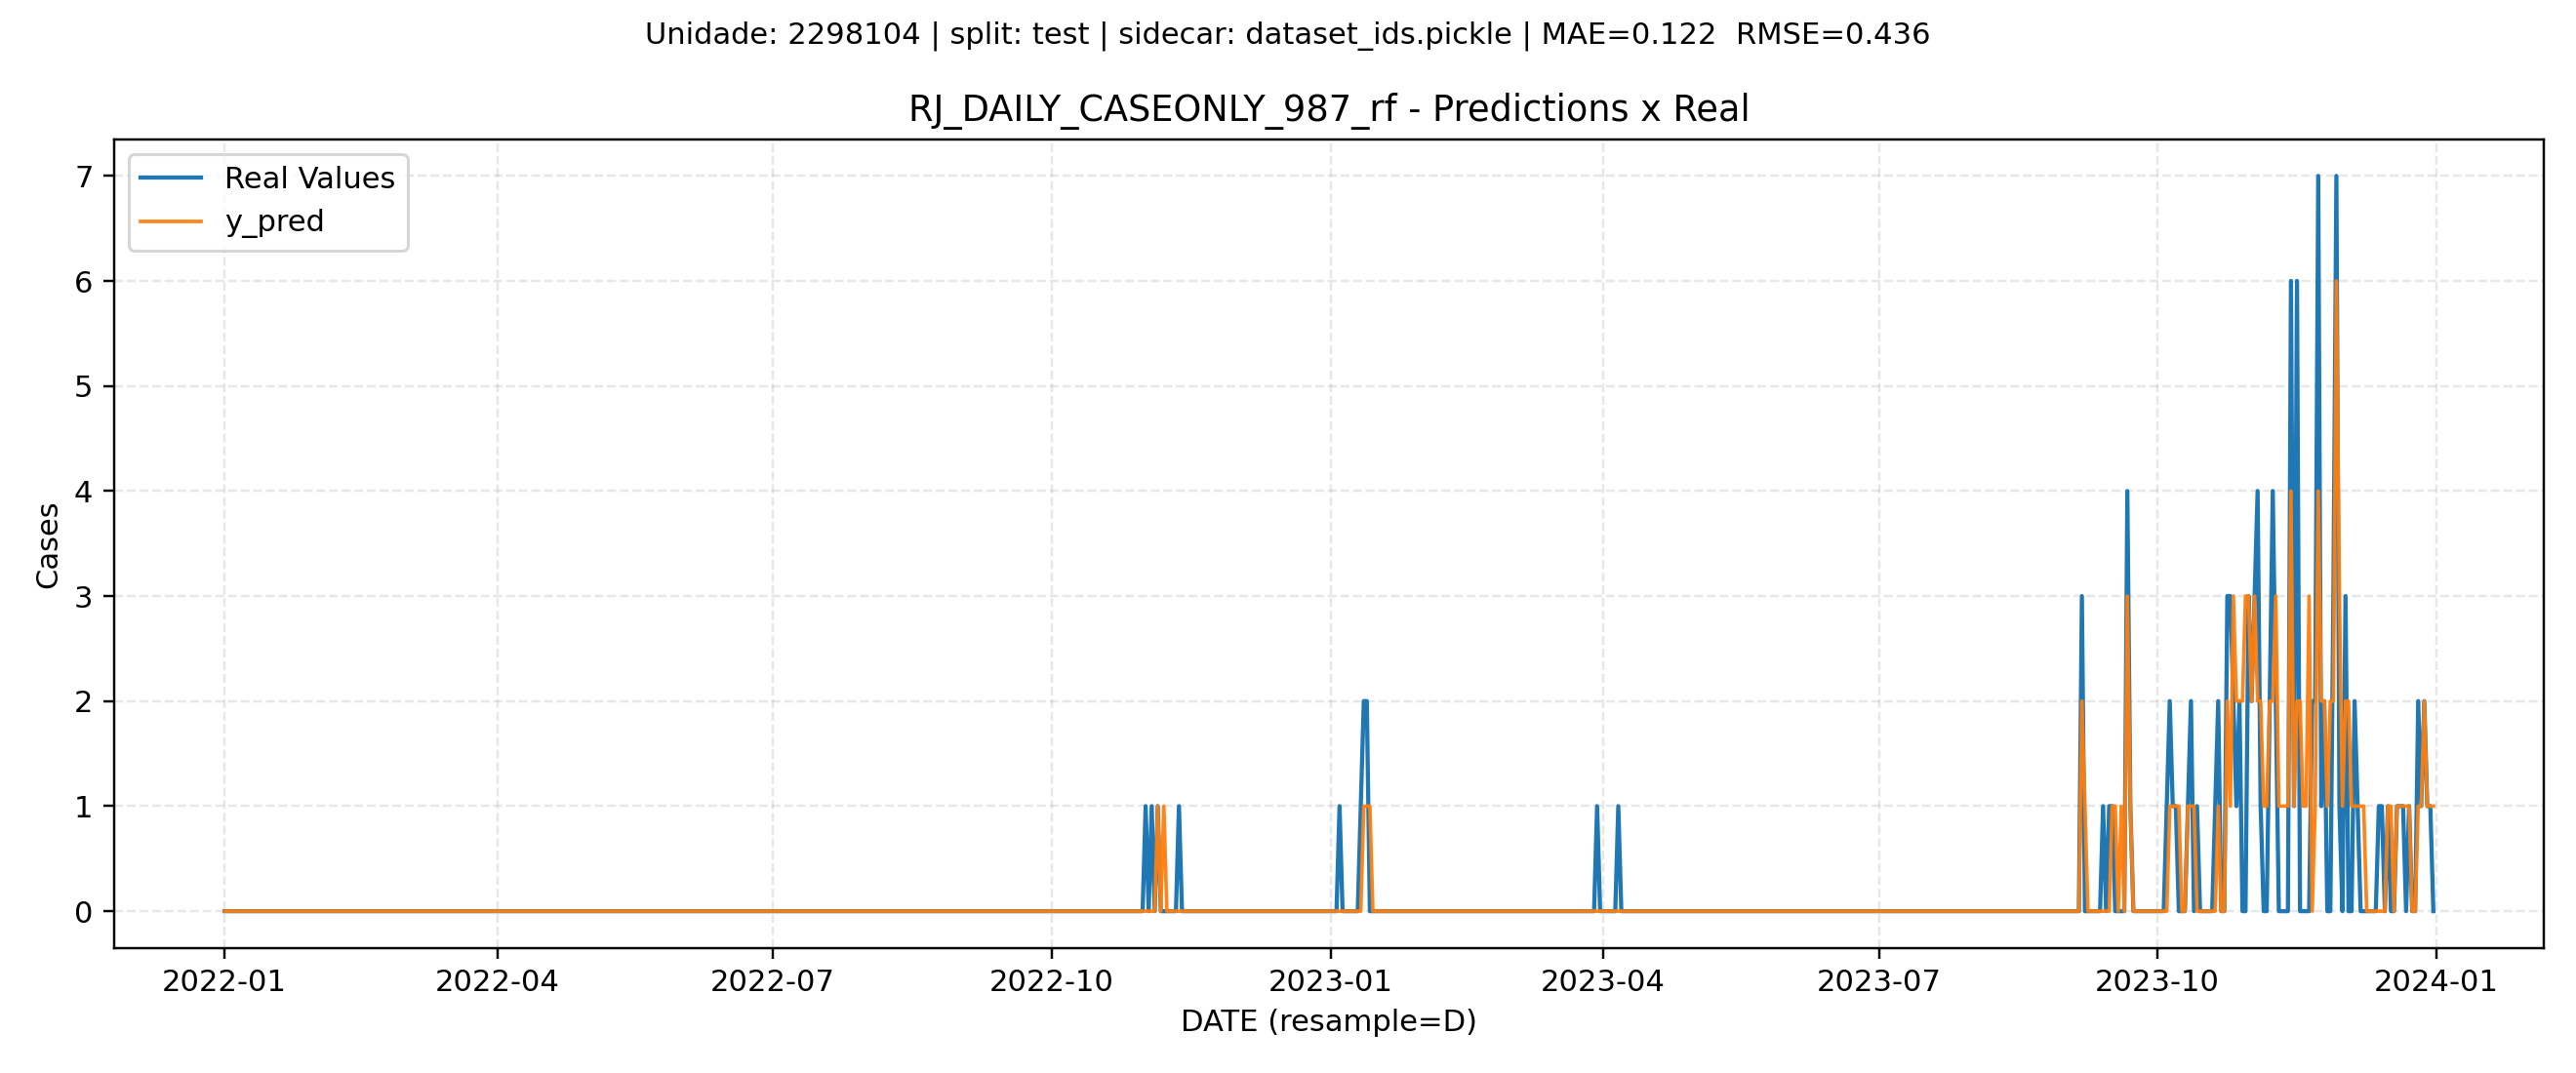 Unidade: 2298104 | split: test | sidecar: dataset_ids.pickle | MAE=0.122  RMSE=0.436
RJ_DAILY_CASEONLY_987_rf - Predictions x Real
Real Values
y_pred
7
6
5
4
3
2
1
0
Cases
2022-01
2022-04
2022-07
2022-10
2023-01
2023-04
2023-07
2023-10
2024-01
DATE (resample=D)